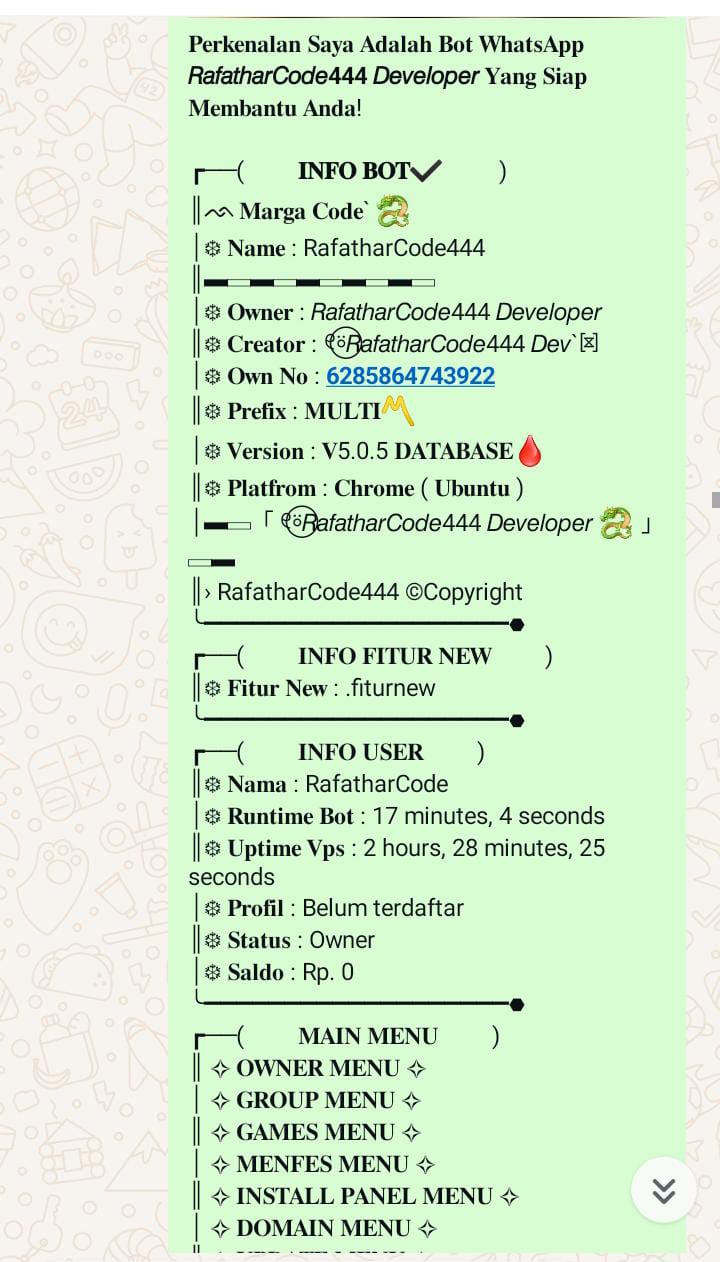 Perkenalan Saya Adalah Bot WhatsApp
RafatharCode444 Developer Yang Siap
Membantu Anda!
┏──( INFO BOT✔ )
║ᨒ Marga Code` 🐉
│❄ Name : RafatharCode444
║▬▭▬▭▬▭▬▭▬▭
│❄ Owner : RafatharCode444 Developer
║❄ Creator : RafatharCode444 Dev`
│❄ Own No : 6285864743922
║❄ Prefix : MULTI〽️
│❄ Version : V5.0.5 DATABASE🩸
║❄ Platfrom : Chrome ( Ubuntu )
│▬▭「 RafatharCode444 Developer 🐉 」
▭▬
║› RafatharCode444 ©Copyright
╰━━━━━━━━━━━━━━⬣
┏──( INFO FITUR NEW )
║❄ Fitur New : .fiturnew
╰━━━━━━━━━━━━━━⬣
┏──( INFO USER )
║❄ Nama : RafatharCode
│❄ Runtime Bot : 17 minutes, 4 seconds
║❄ Uptime Vps : 2 hours, 28 minutes, 25
seconds
│❄ Profil : Belum terdaftar
║❄ Status : Owner
│❄ Saldo : Rp. 0
╰━━━━━━━━━━━━━━⬣
┏──( MAIN MENU )
║ ✧ OWNER MENU ✧
│ ✧ GROUP MENU ✧
║ ✧ GAMES MENU ✧
│ ✧ MENFES MENU ✧
║ ✧ INSTALL PANEL MENU ✧
│ ✧ DOMAIN MENU ✧